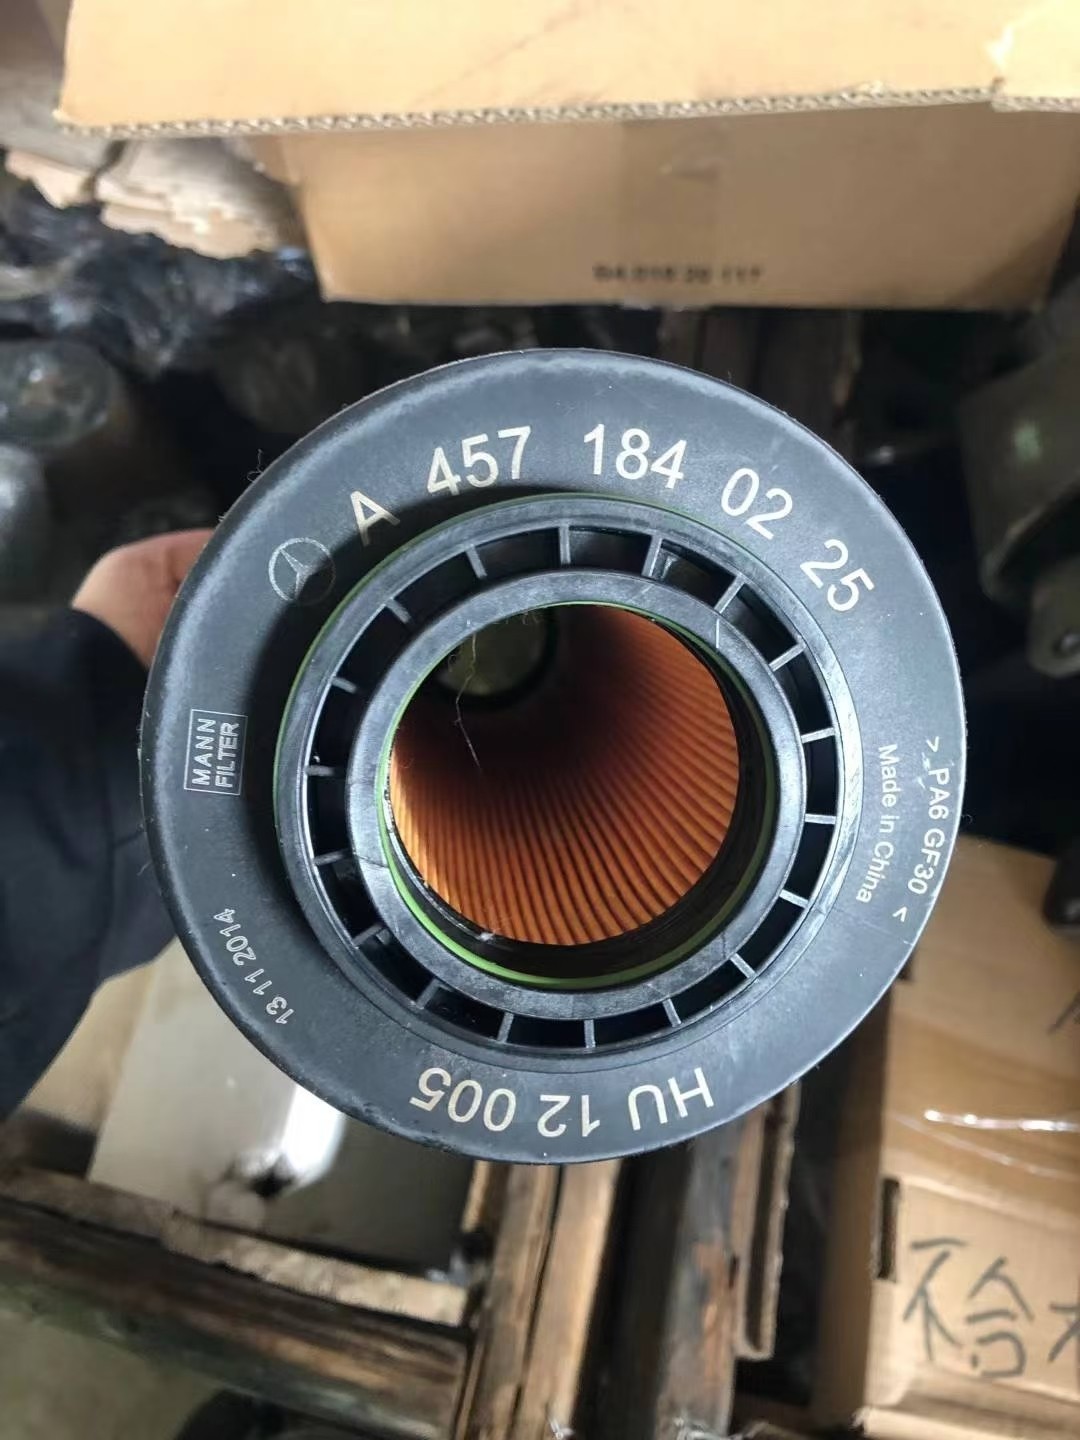 A 457 184 02 25
MANN
FILTER
>PA6 GF30<
Made in China
13 11 2014
HU 12 005
不合